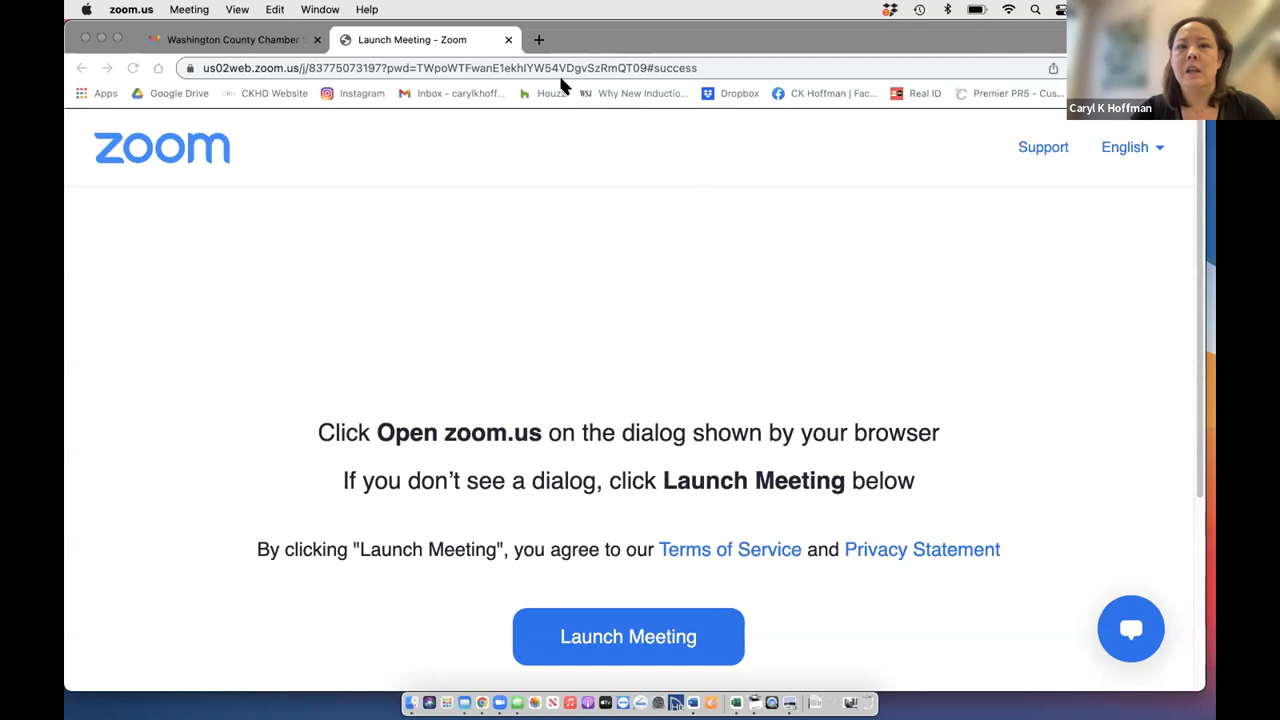 zoom.us Meeting View Edit Window Help
Washington County Chamber
Launch Meeting - Zoom
us02web.zoom.us/j/83775073197?pwd=TWpoWTFwanE1ekhIYW54VDgvSzRmQT09#success
Apps Google Drive CKHD Website Instagram Inbox - carylkhoff... Houzz WSJ Why New Inductio... Dropbox CK Hoffman | Fac... Real ID Premier PR5 - Cus...
Caryl K Hoffman
zoom
Support English
Click Open zoom.us on the dialog shown by your browser
If you don’t see a dialog, click Launch Meeting below
By clicking "Launch Meeting", you agree to our Terms of Service and Privacy Statement
Launch Meeting